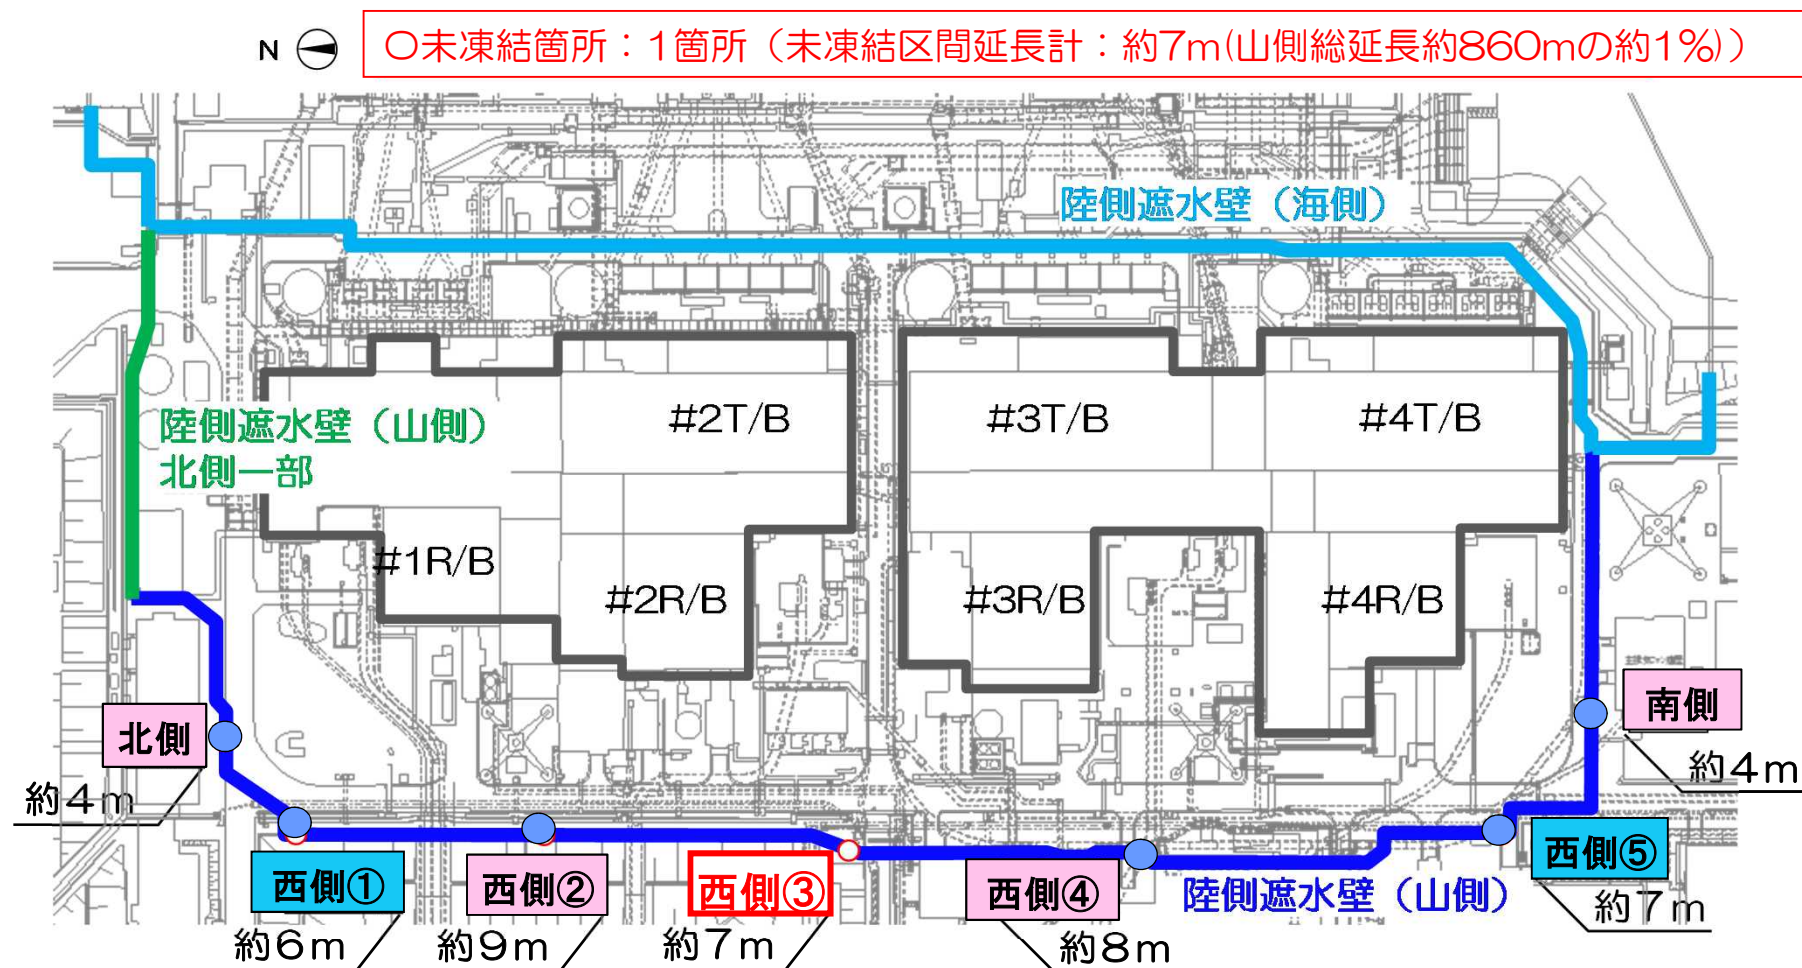 N
〇未凍結箇所：1箇所（未凍結区間延長計：約7m(山側総延長約860mの約1%)）
陸側遮水壁（海側）
陸側遮水壁（山側）
北側一部
#2T/B
#3T/B
#4T/B
#1R/B
#2R/B
#3R/B
#4R/B
北側
約4m
南側
約4m
西側①
約6m
西側②
約9m
西側③
約7m
西側④
約8m
陸側遮水壁（山側）
西側⑤
約7m